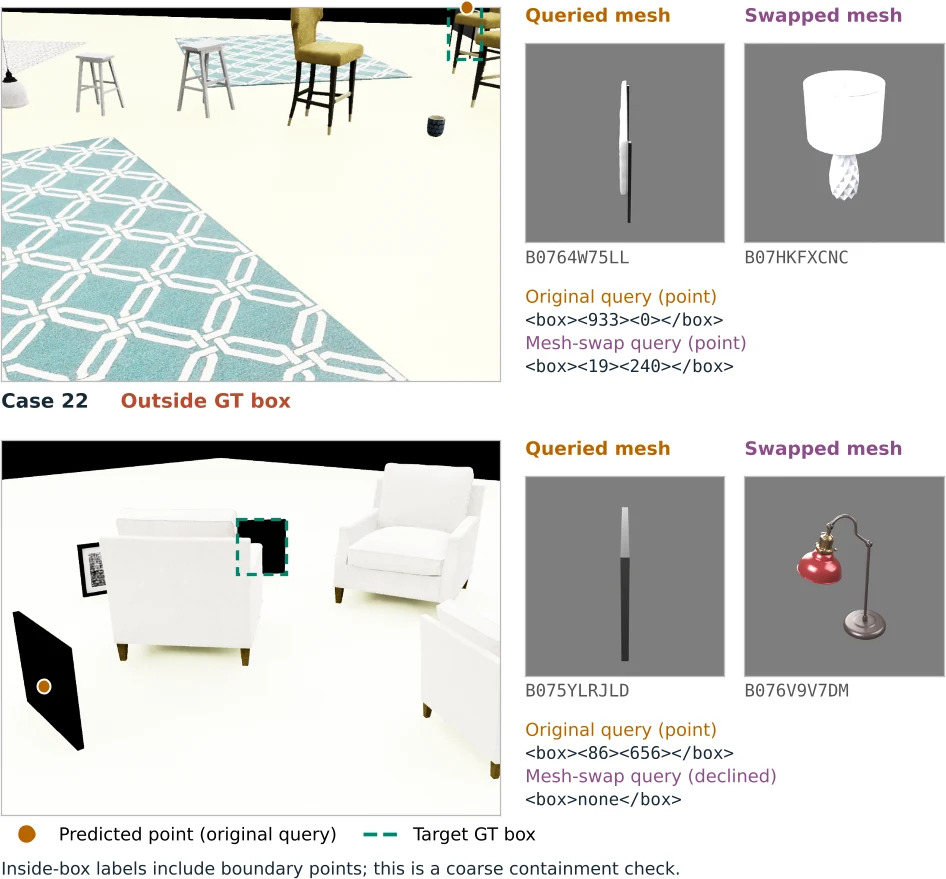 Queried mesh
Swapped mesh
B0764W75LL
B07HKFXCNC
Original query (point)
<box><933><0></box>
Mesh-swap query (point)
<box><19><240></box>
Case 22 Outside GT box
Queried mesh
Swapped mesh
B075YLRJLD
B076V9V7DM
Original query (point)
<box><86><656></box>
Mesh-swap query (declined)
<box>none</box>
Predicted point (original query)
Target GT box
Inside-box labels include boundary points; this is a coarse containment check.